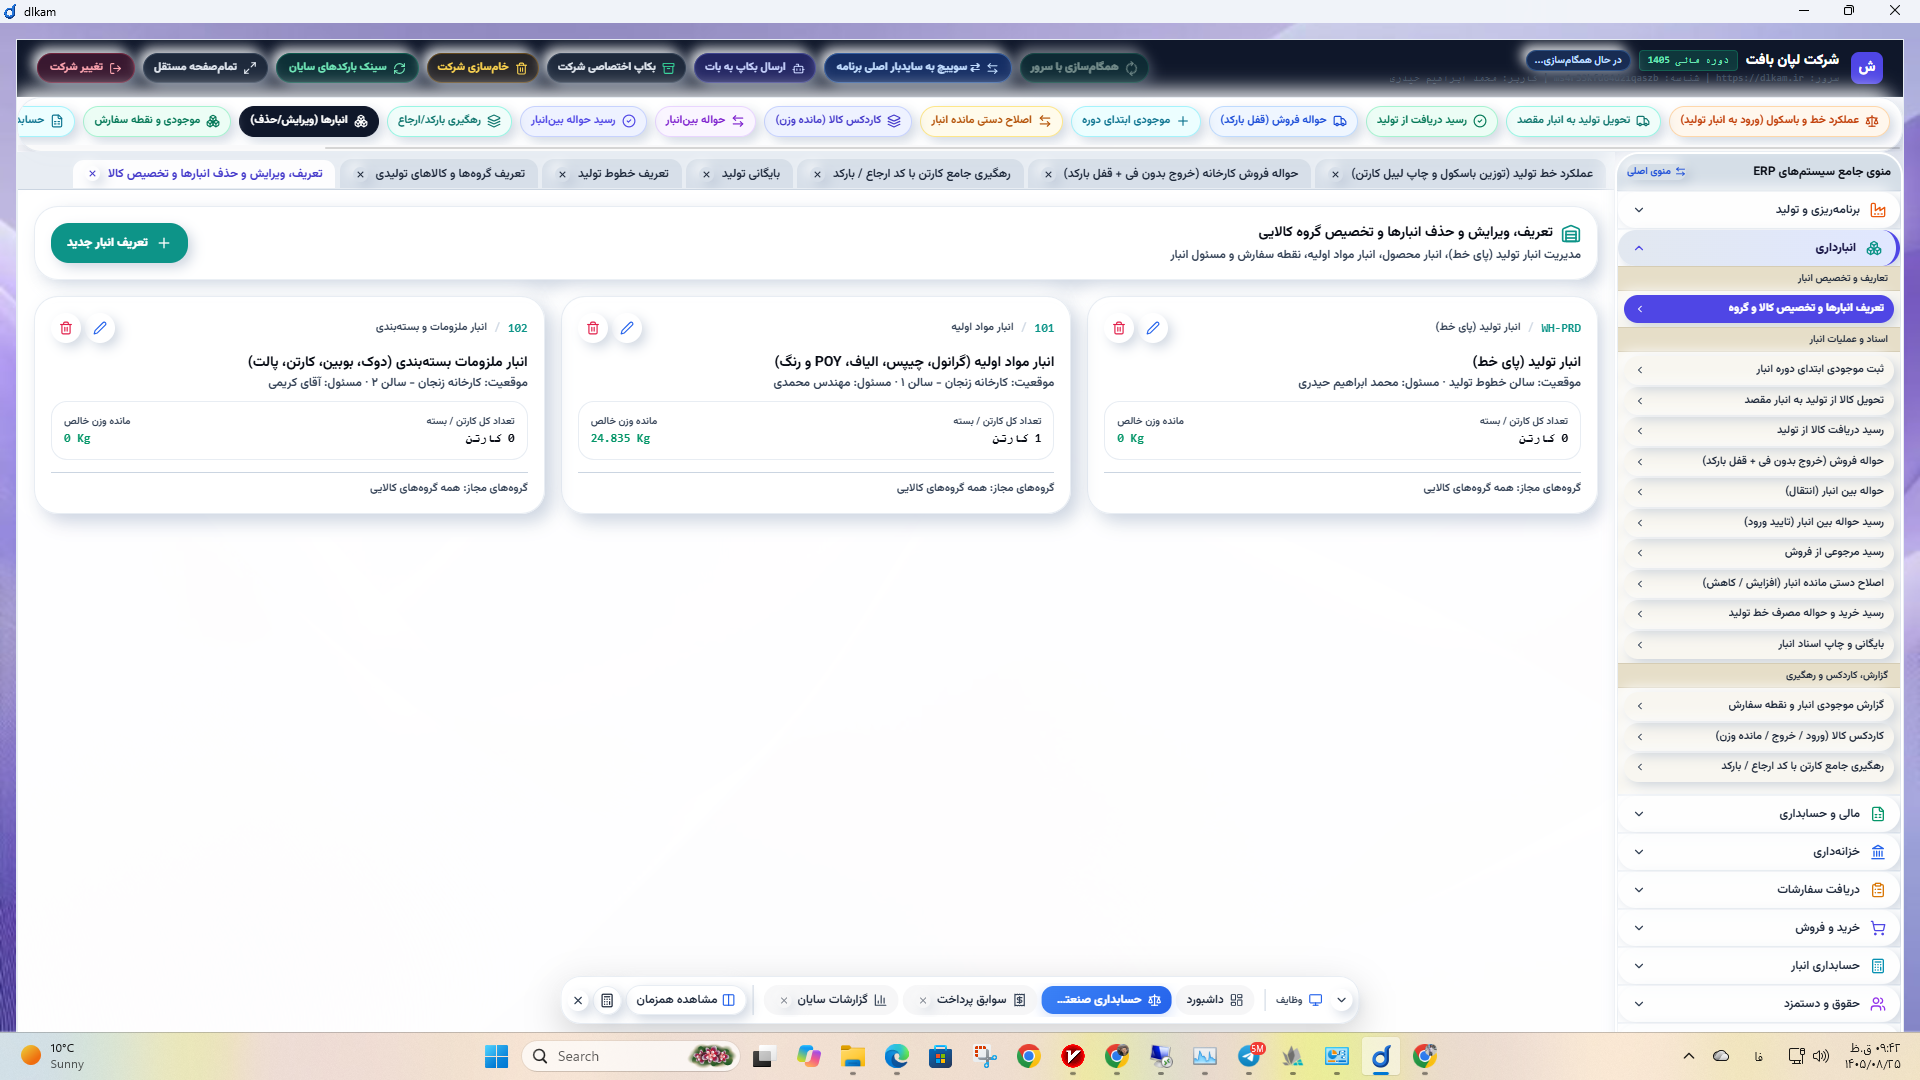 dlkam
ش
شرکت لپان بافت
دوره مالی 1405
در حال همگام‌سازی...
همگام‌سازی با سرور
⇄ سوییچ به سایدبار اصلی برنامه
ارسال بکاپ به بات
بکاپ اختصاصی شرکت
خام‌سازی شرکت
سینک بارکدهای سایان
تمام‌صفحه مستقل
تغییر شرکت
عملکرد خط و باسکول (ورود به انبار تولید)
تحویل تولید به انبار مقصد
رسید دریافت از تولید
حواله فروش (قفل بارکد)
موجودی ابتدای دوره
اصلاح دستی مانده انبار
کاردکس کالا (مانده وزن)
حواله بین‌انبار
رسید حواله بین‌انبار
رهگیری بارکد/ارجاع
انبارها (ویرایش/حذف)
موجودی و نقطه سفارش
عملکرد خط تولید (توزین باسکول و چاپ لیبل کارتن)
حواله فروش کارخانه (خروج بدون فی + قفل بارکد)
رهگیری جامع کارتن با کد ارجاع / بارکد
بایگانی تولید
تعریف خطوط تولید
تعریف گروه‌ها و کالاهای تولیدی
تعریف، ویرایش و حذف انبارها و تخصیص کالا
منوی جامع سیستم‌های ERP
منوی اصلی
برنامه‌ریزی و تولید
انبارداری
تعاریف و تخصیص انبار
تعریف انبارها و تخصیص کالا و گروه
اسناد و عملیات انبار
ثبت موجودی ابتدای دوره انبار
تحویل کالا از تولید به انبار مقصد
رسید دریافت کالا از تولید
حواله فروش (خروج بدون فی + قفل بارکد)
حواله بین انبار (انتقال)
رسید حواله بین انبار (تایید ورود)
رسید مرجوعی از فروش
اصلاح دستی مانده انبار (افزایش / کاهش)
رسید خرید و حواله مصرف خط تولید
بایگانی و چاپ اسناد انبار
گزارش، کاردکس و رهگیری
گزارش موجودی انبار و نقطه سفارش
کاردکس کالا (ورود / خروج / مانده وزن)
رهگیری جامع کارتن با کد ارجاع / بارکد
مالی و حسابداری
خزانه‌داری
دریافت سفارشات
خرید و فروش
حسابداری انبار
حقوق و دستمزد
تعریف، ویرایش و حذف انبارها و تخصیص گروه کالایی
مدیریت انبار تولید (پای خط)، انبار محصول، انبار مواد اولیه، نقطه سفارش و مسئول انبار
تعریف انبار جدید
WH-PRD / انبار تولید (پای خط)
انبار تولید (پای خط)
موقعیت: سالن خطوط تولید · مسئول: محمد ابراهیم حیدری
تعداد کل کارتن / بسته
0 کارتن
مانده وزن خالص
0 Kg
گروه‌های مجاز: همه گروه‌های کالایی
101 / انبار مواد اولیه
انبار مواد اولیه (گرانول، چیپس، الیاف، POY و رنگ)
موقعیت: کارخانه زنجان - سالن ۱ · مسئول: مهندس محمدی
تعداد کل کارتن / بسته
1 کارتن
مانده وزن خالص
24.835 Kg
گروه‌های مجاز: همه گروه‌های کالایی
102 / انبار ملزومات و بسته‌بندی
انبار ملزومات بسته‌بندی (دوک، بوبین، کارتن، پالت)
موقعیت: کارخانه زنجان - سالن ۲ · مسئول: آقای کریمی
تعداد کل کارتن / بسته
0 کارتن
مانده وزن خالص
0 Kg
گروه‌های مجاز: همه گروه‌های کالایی
وظایف
داشبورد
حسابداری صنعتـ...
سوابق پرداخت
گزارشات سایان
مشاهده همزمان
10°C
Sunny
Search
5M
فا
۰۹:۴۲ ق.ظ
۱۴۰۵/۰۸/۲۵